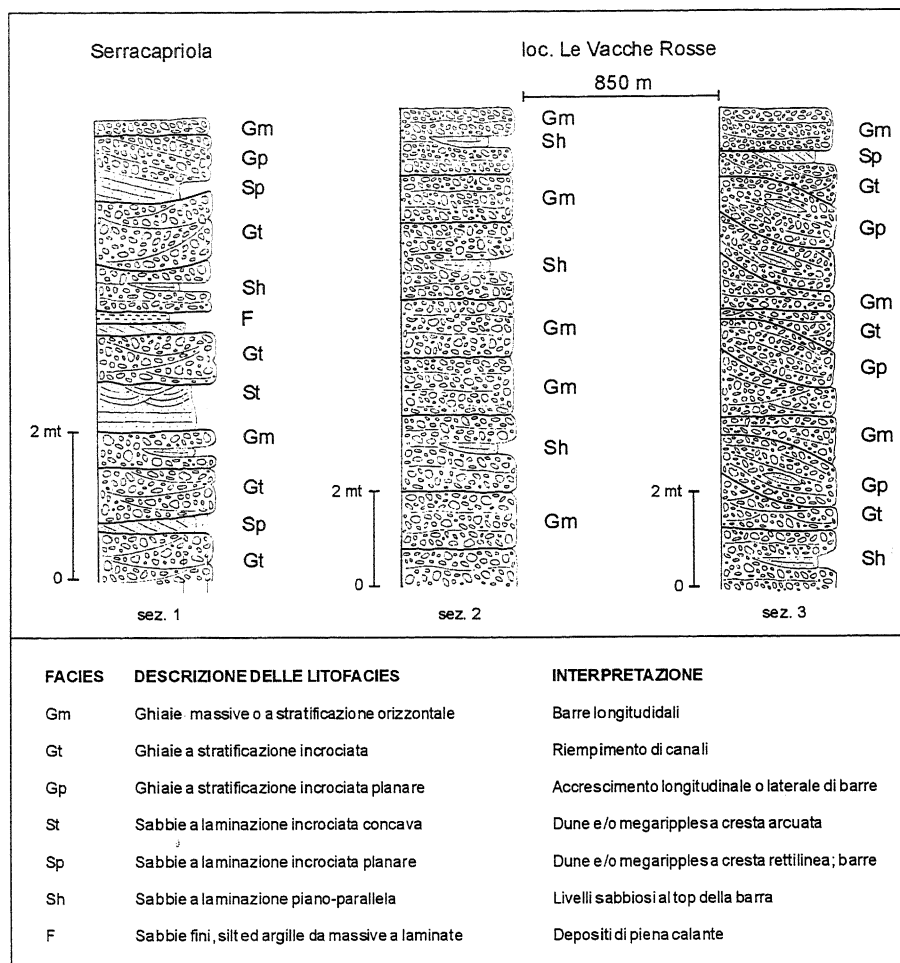 Serracapriola
loc. Le Vacche Rosse
850 m
Gm
Gp
Sp
Gt
Sh
F
Gt
St
Gm
Gt
Sp
Gt
2 mt
0
sez. 1
Gm
Sh
Gm
Sh
Gm
Gm
Sh
Gm
2 mt
0
sez. 2
Gm
Sp
Gt
Gp
Gm
Gt
Gp
Gm
Gp
Gt
Sh
2 mt
0
sez. 3
FACIES DESCRIZIONE DELLE LITOFACIES INTERPRETAZIONE
Gm Ghiaie massive o a stratificazione orizzontale Barre longitudidali
Gt Ghiaie a stratificazione incrociata Riempimento di canali
Gp Ghiaie a stratificazione incrociata planare Accrescimento longitudinale o laterale di barre
St Sabbie a laminazione incrociata concava Dune e/o megaripples a cresta arcuata
Sp Sabbie a laminazione incrociata planare Dune e/o megaripples a cresta rettilinea; barre
Sh Sabbie a laminazione piano-parallela Livelli sabbiosi al top della barra
F Sabbie fini, silt ed argille da massive a laminate Depositi di piena calante